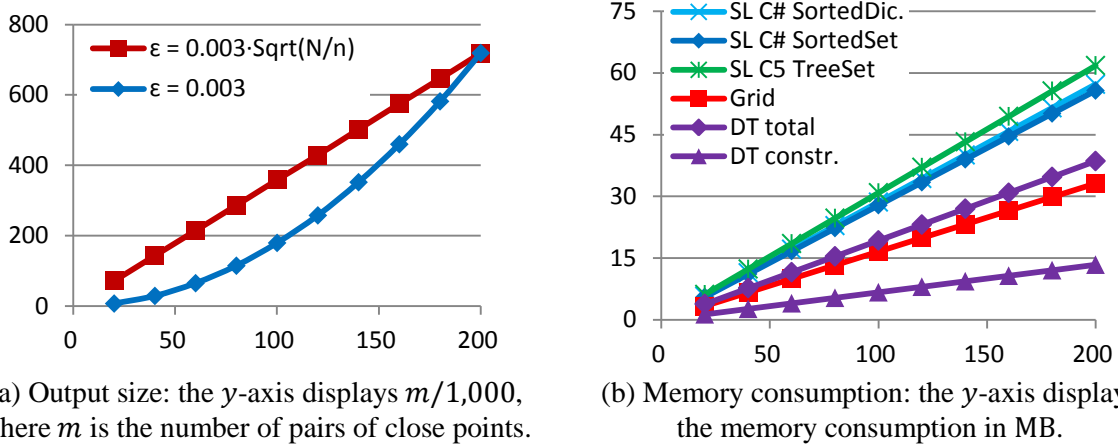 800
600
400
200
0
0 50 100 150 200
ε = 0.003·Sqrt(N/n)
ε = 0.003
a) Output size: the y-axis displays m/1,000,
here m is the number of pairs of close points.
75
60
45
30
15
0
0 50 100 150 200
SL C# SortedDic.
SL C# SortedSet
SL C5 TreeSet
Grid
DT total
DT constr.
(b) Memory consumption: the y-axis display
the memory consumption in MB.